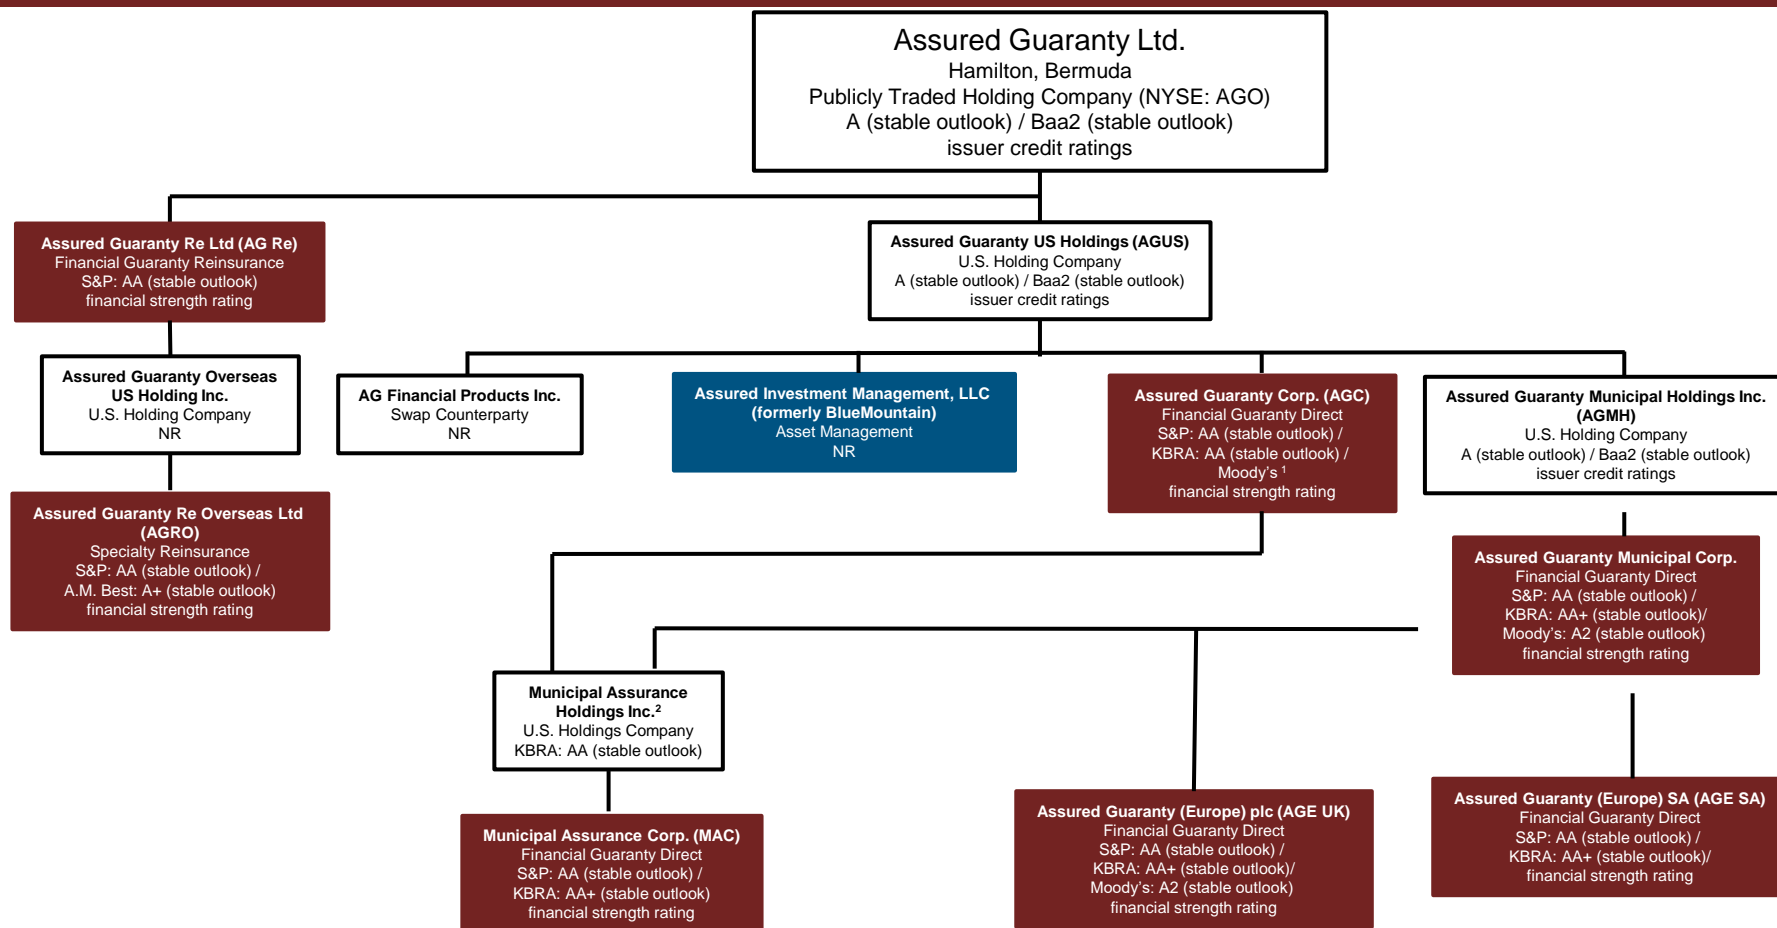 Assured Guaranty Ltd.
Hamilton, Bermuda
Publicly Traded Holding Company (NYSE: AGO)
A (stable outlook) / Baa2 (stable outlook)
issuer credit ratings
Assured Guaranty Re Ltd (AG Re)
Financial Guaranty Reinsurance
S&P: AA (stable outlook)
financial strength rating
Assured Guaranty US Holdings (AGUS)
U.S. Holding Company
A (stable outlook) / Baa2 (stable outlook)
issuer credit ratings
Assured Guaranty Overseas
US Holding Inc.
U.S. Holding Company
NR
AG Financial Products Inc.
Swap Counterparty
NR
Assured Investment Management, LLC
(formerly BlueMountain)
Asset Management
NR
Assured Guaranty Corp. (AGC)
Financial Guaranty Direct
S&P: AA (stable outlook) /
KBRA: AA (stable outlook) /
Moody's ¹
financial strength rating
Assured Guaranty Municipal Holdings Inc.
(AGMH)
U.S. Holding Company
A (stable outlook) / Baa2 (stable outlook)
issuer credit ratings
Assured Guaranty Re Overseas Ltd
(AGRO)
Specialty Reinsurance
S&P: AA (stable outlook) /
A.M. Best: A+ (stable outlook)
financial strength rating
Assured Guaranty Municipal Corp.
Financial Guaranty Direct
S&P: AA (stable outlook) /
KBRA: AA+ (stable outlook)/
Moody's: A2 (stable outlook)
financial strength rating
Municipal Assurance
Holdings Inc.²
U.S. Holdings Company
KBRA: AA (stable outlook)
Municipal Assurance Corp. (MAC)
Financial Guaranty Direct
S&P: AA (stable outlook) /
KBRA: AA+ (stable outlook)
financial strength rating
Assured Guaranty (Europe) plc (AGE UK)
Financial Guaranty Direct
S&P: AA (stable outlook) /
KBRA: AA+ (stable outlook)/
Moody's: A2 (stable outlook)
financial strength rating
Assured Guaranty (Europe) SA (AGE SA)
Financial Guaranty Direct
S&P: AA (stable outlook) /
KBRA: AA+ (stable outlook)/
financial strength rating